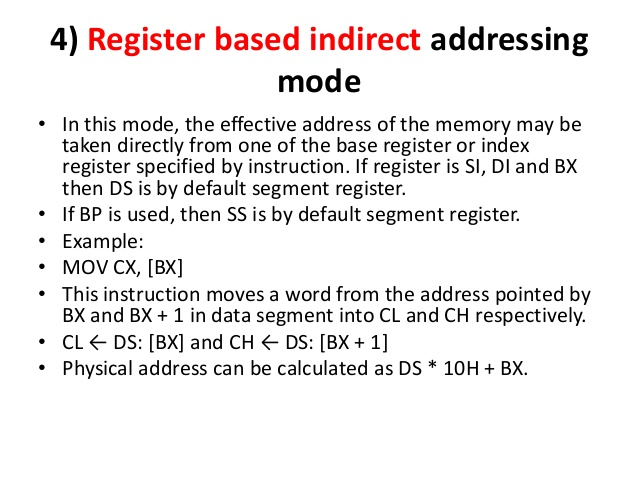 4) Register based indirect addressing
mode
• In this mode, the effective address of the memory may be
taken directly from one of the base register or index
register specified by instruction. If register is SI, DI and BX
then DS is by default segment register.
• If BP is used, then SS is by default segment register.
• Example:
• MOV CX, [BX]
• This instruction moves a word from the address pointed by
BX and BX + 1 in data segment into CL and CH respectively.
• CL ← DS: [BX] and CH ← DS: [BX + 1]
• Physical address can be calculated as DS * 10H + BX.